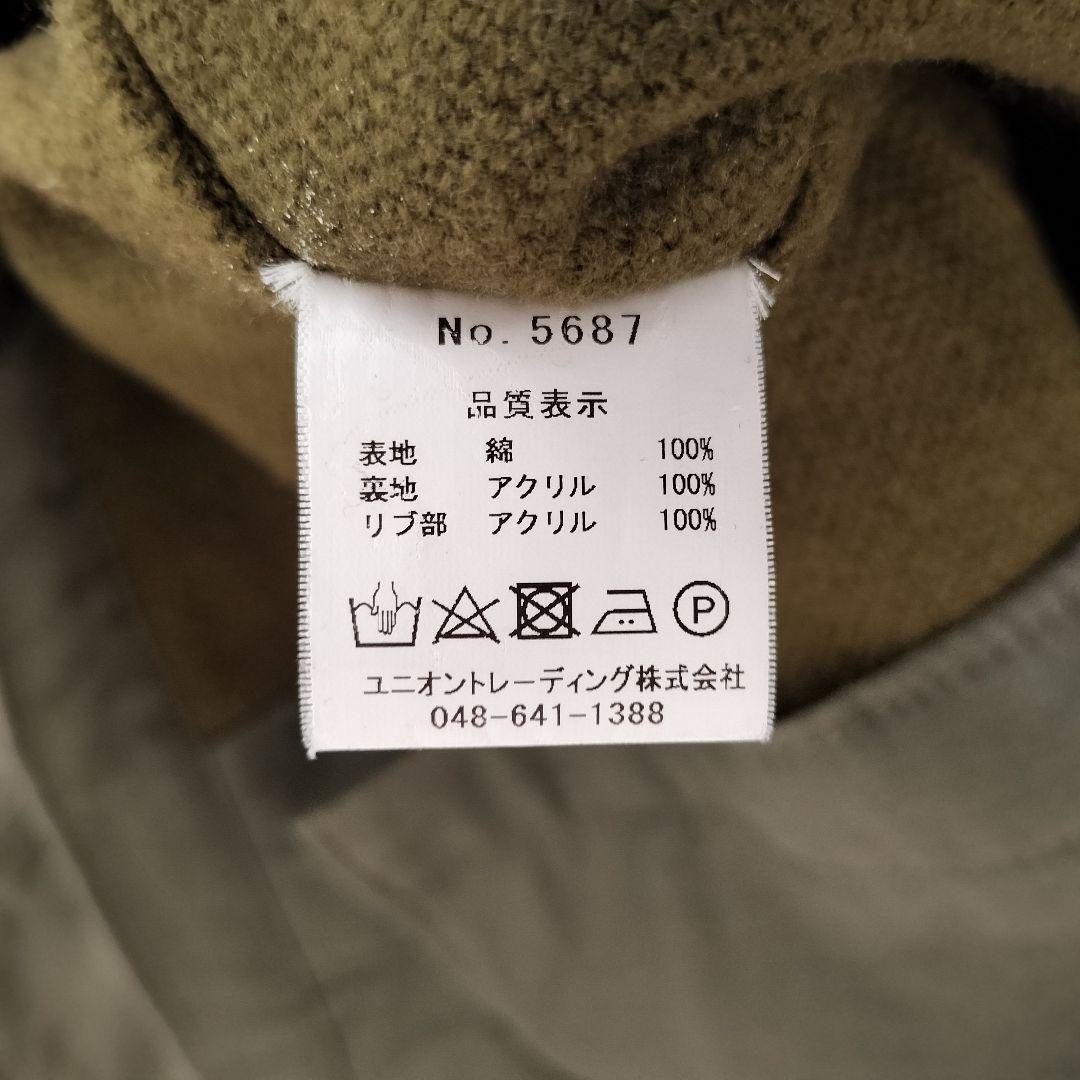 No. 5687
品質表示
表地 綿 100%
裏地 アクリル 100%
リブ部 アクリル 100%
P
ユニオントレーディング株式会社
048-641-1388